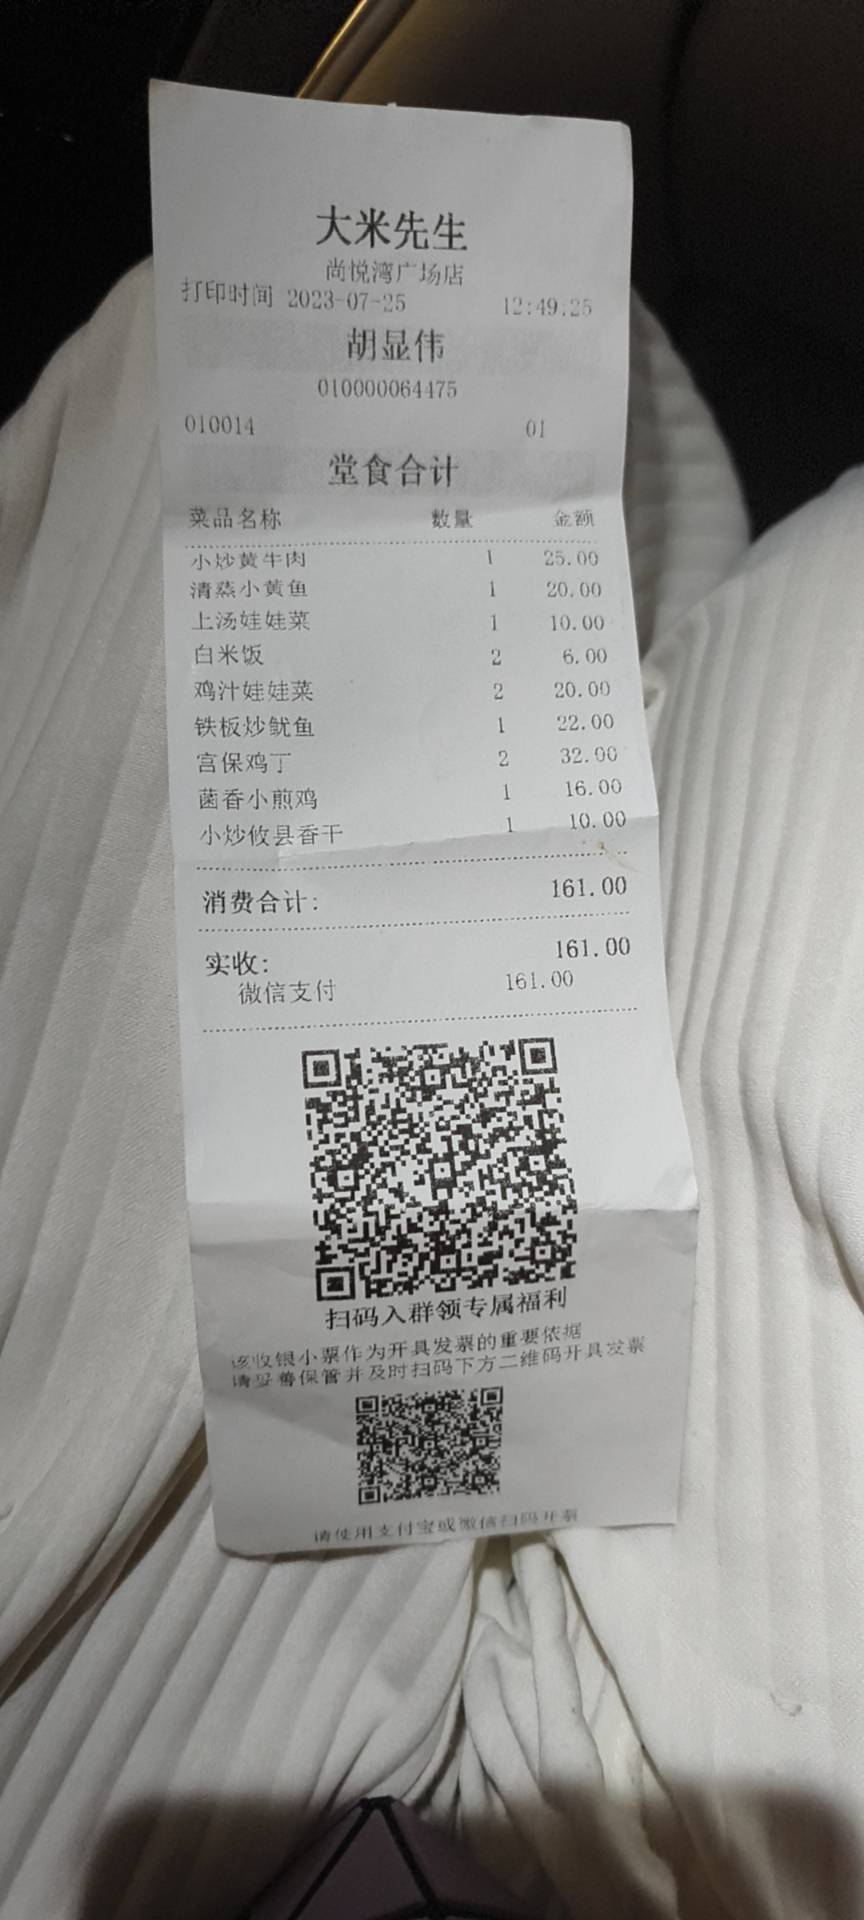 大米先生
尚悦湾广场店
打印时间 2023-07-25 12:49:25
胡显伟
010000064475
010014 01
堂食合计
菜品名称 数量 金额
小炒黄牛肉 1 25.00
清蒸小黄鱼 1 20.00
上汤娃娃菜 1 10.00
白米饭 2 6.00
鸡汁娃娃菜 2 20.00
铁板炒鱿鱼 1 22.00
宫保鸡丁 2 32.00
菌香小煎鸡 1 16.00
小炒攸县香干 1 10.00
消费合计: 161.00
实收: 161.00
微信支付 161.00
扫码入群领专属福利
该收银小票作为开具发票的重要依据
请妥善保管并及时扫码下方二维码开具发票
请使用支付宝或微信扫码开票